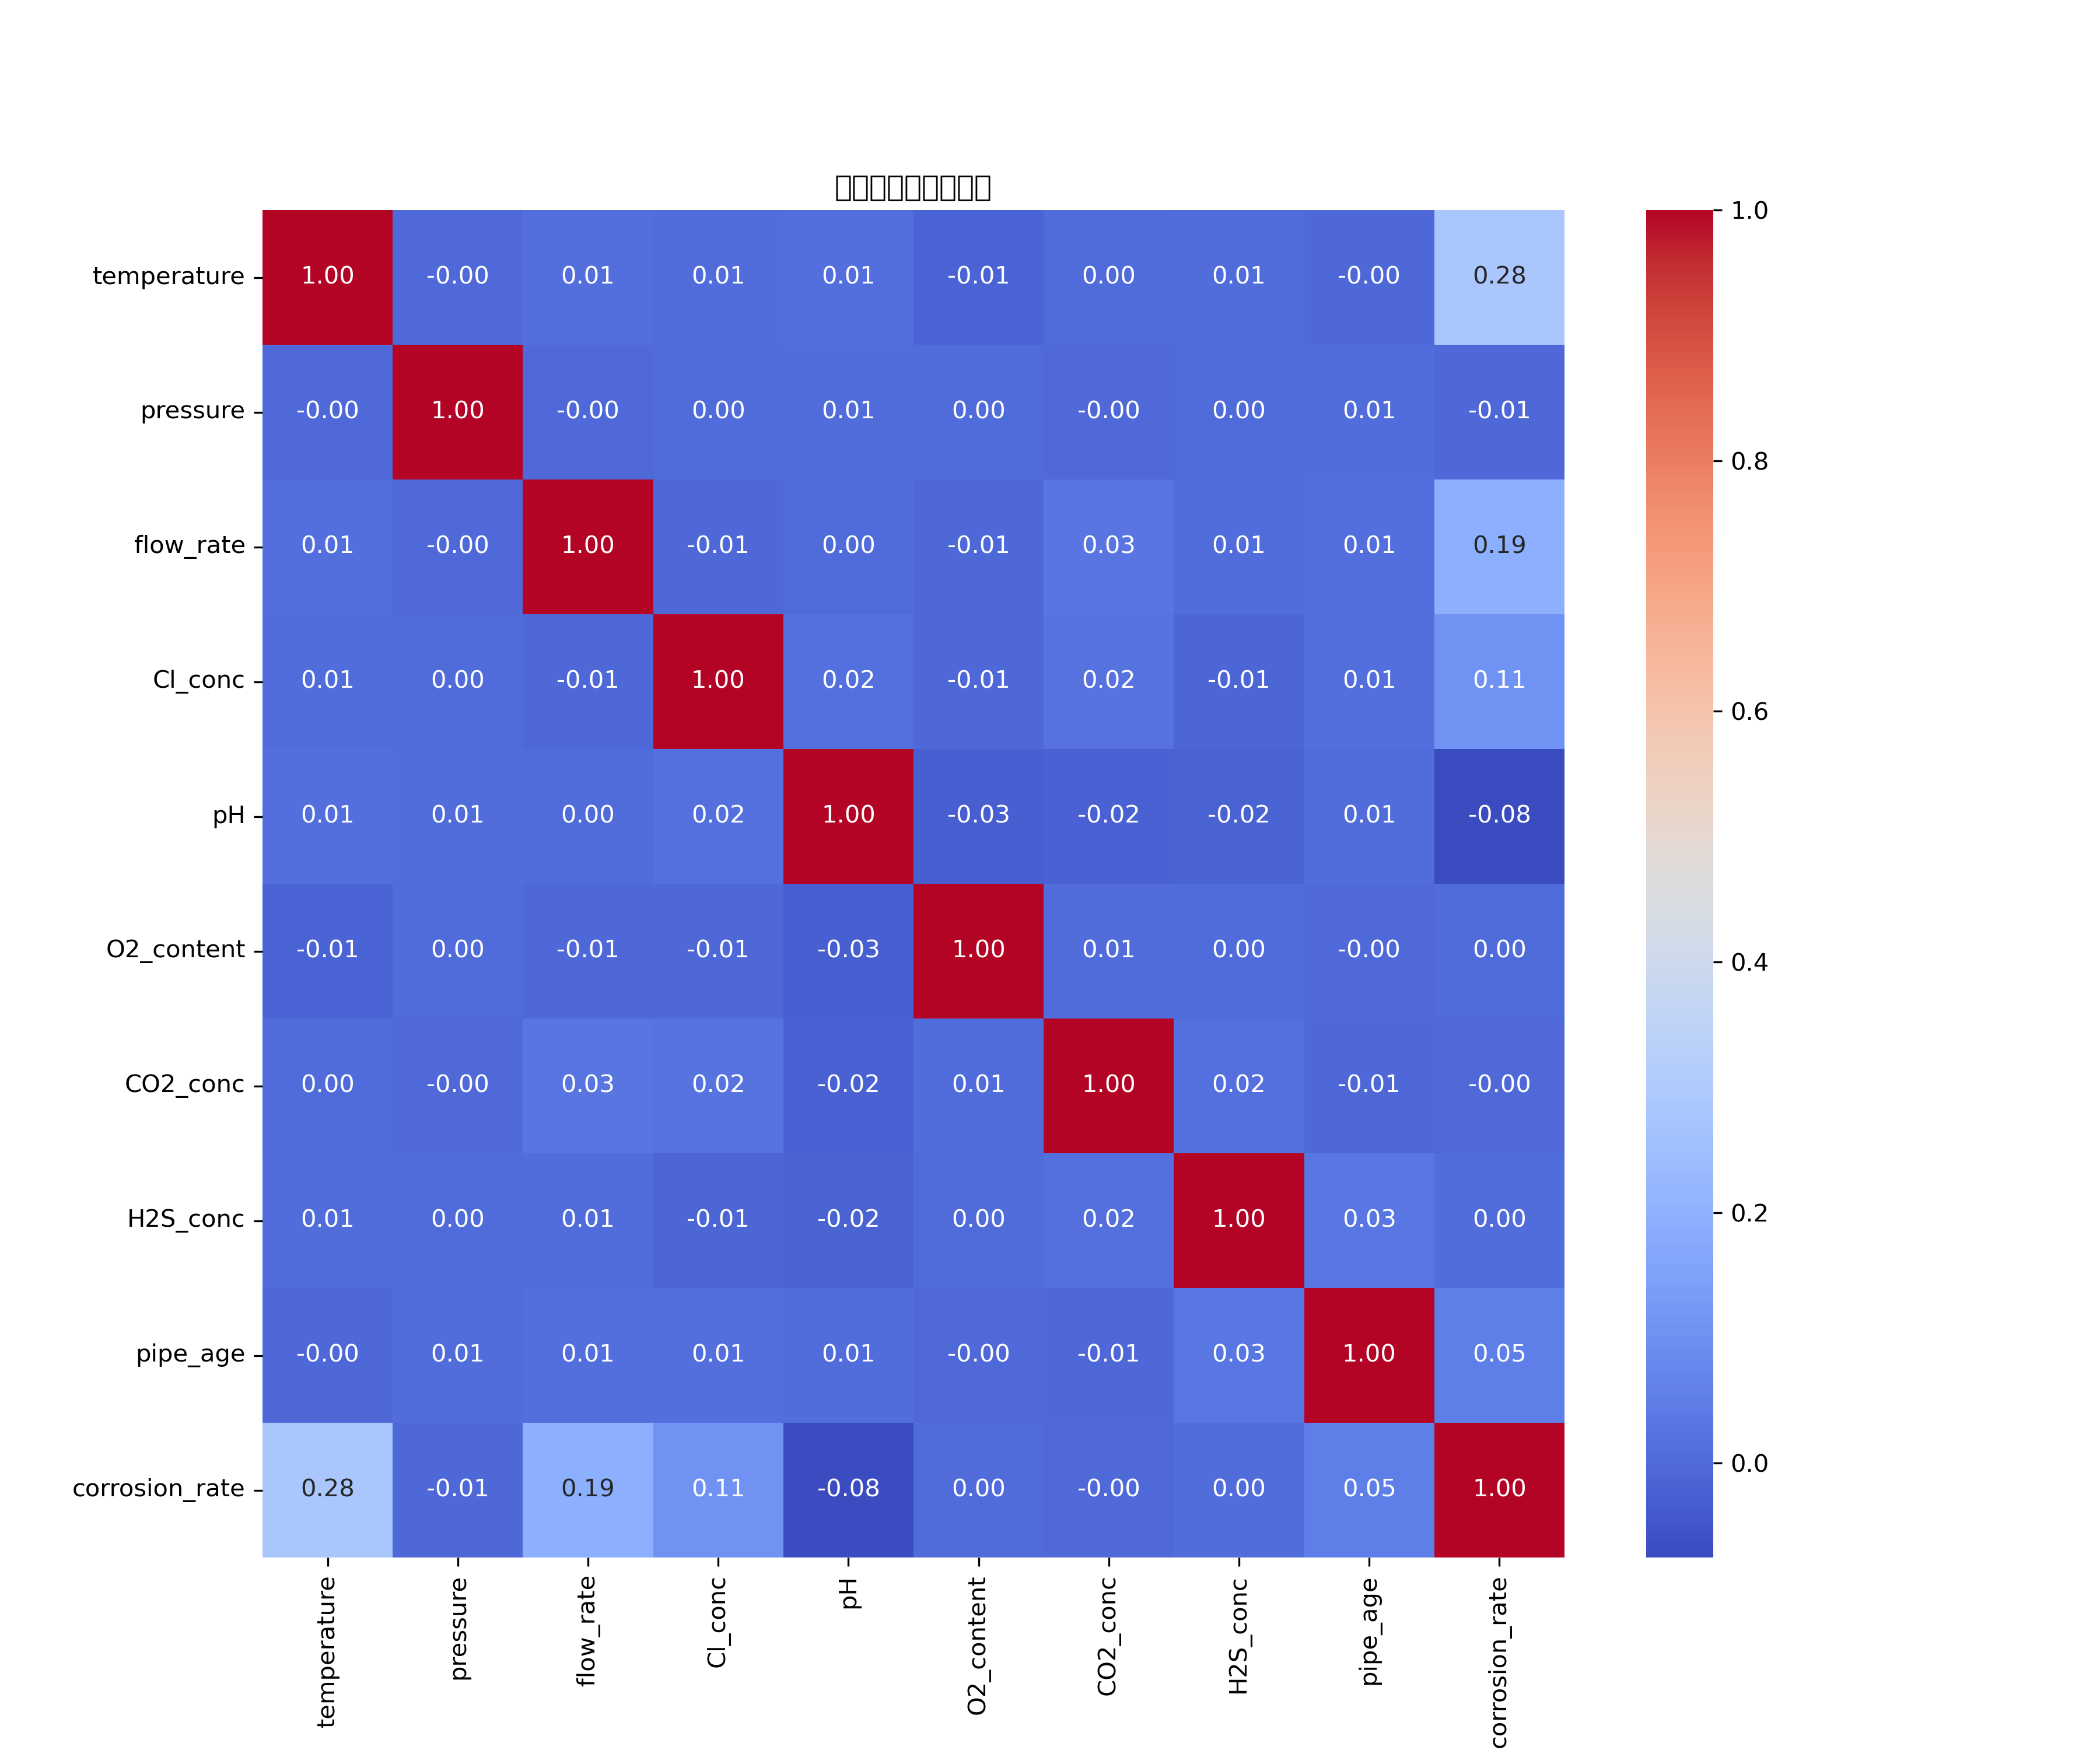 temperature 1.00 -0.00 0.01 0.01 0.01 -0.01 0.00 0.01 -0.00 0.28
pressure -0.00 1.00 -0.00 0.00 0.01 0.00 -0.00 0.00 0.01 -0.01
flow_rate 0.01 -0.00 1.00 -0.01 0.00 -0.01 0.03 0.01 0.01 0.19
Cl_conc 0.01 0.00 -0.01 1.00 0.02 -0.01 0.02 -0.01 0.01 0.11
pH 0.01 0.01 0.00 0.02 1.00 -0.03 -0.02 -0.02 0.01 -0.08
O2_content -0.01 0.00 -0.01 -0.01 -0.03 1.00 0.01 0.00 -0.00 0.00
CO2_conc 0.00 -0.00 0.03 0.02 -0.02 0.01 1.00 0.02 -0.01 -0.00
H2S_conc 0.01 0.00 0.01 -0.01 -0.02 0.00 0.02 1.00 0.03 0.00
pipe_age -0.00 0.01 0.01 0.01 0.01 -0.00 -0.01 0.03 1.00 0.05
corrosion_rate 0.28 -0.01 0.19 0.11 -0.08 0.00 -0.00 0.00 0.05 1.00
temperature
pressure
flow_rate
Cl_conc
pH
O2_content
CO2_conc
H2S_conc
pipe_age
corrosion_rate
1.0
0.8
0.6
0.4
0.2
0.0